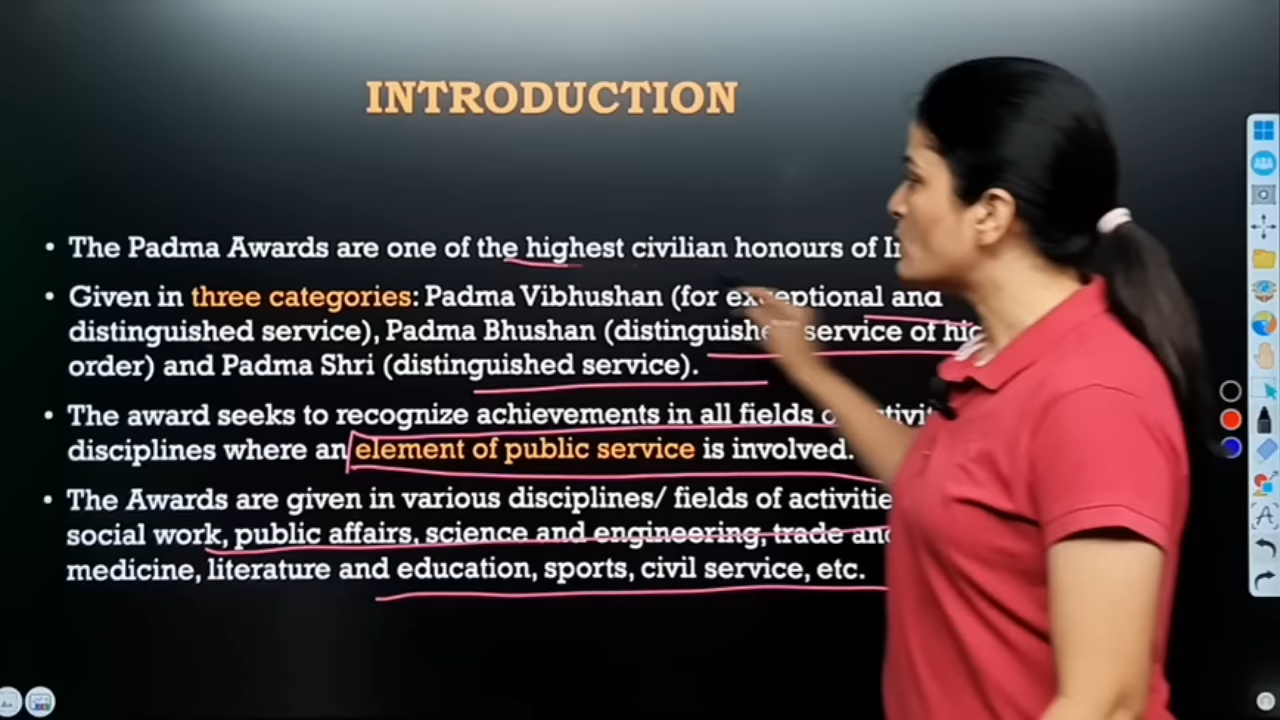 INTRODUCTION
• The Padma Awards are one of the highest civilian honours of
• Given in three categories: Padma Vibhushan (for exceptional and
distinguished service), Padma Bhushan (distinguished service of
order) and Padma Shri (distinguished service).
• The award seeks to recognize achievements in all fields
disciplines where an element of public service is involved.
• The Awards are given in various disciplines/ fields of
social work, public affairs, science and engineering, trade
medicine, literature and education, sports, civil service, etc.